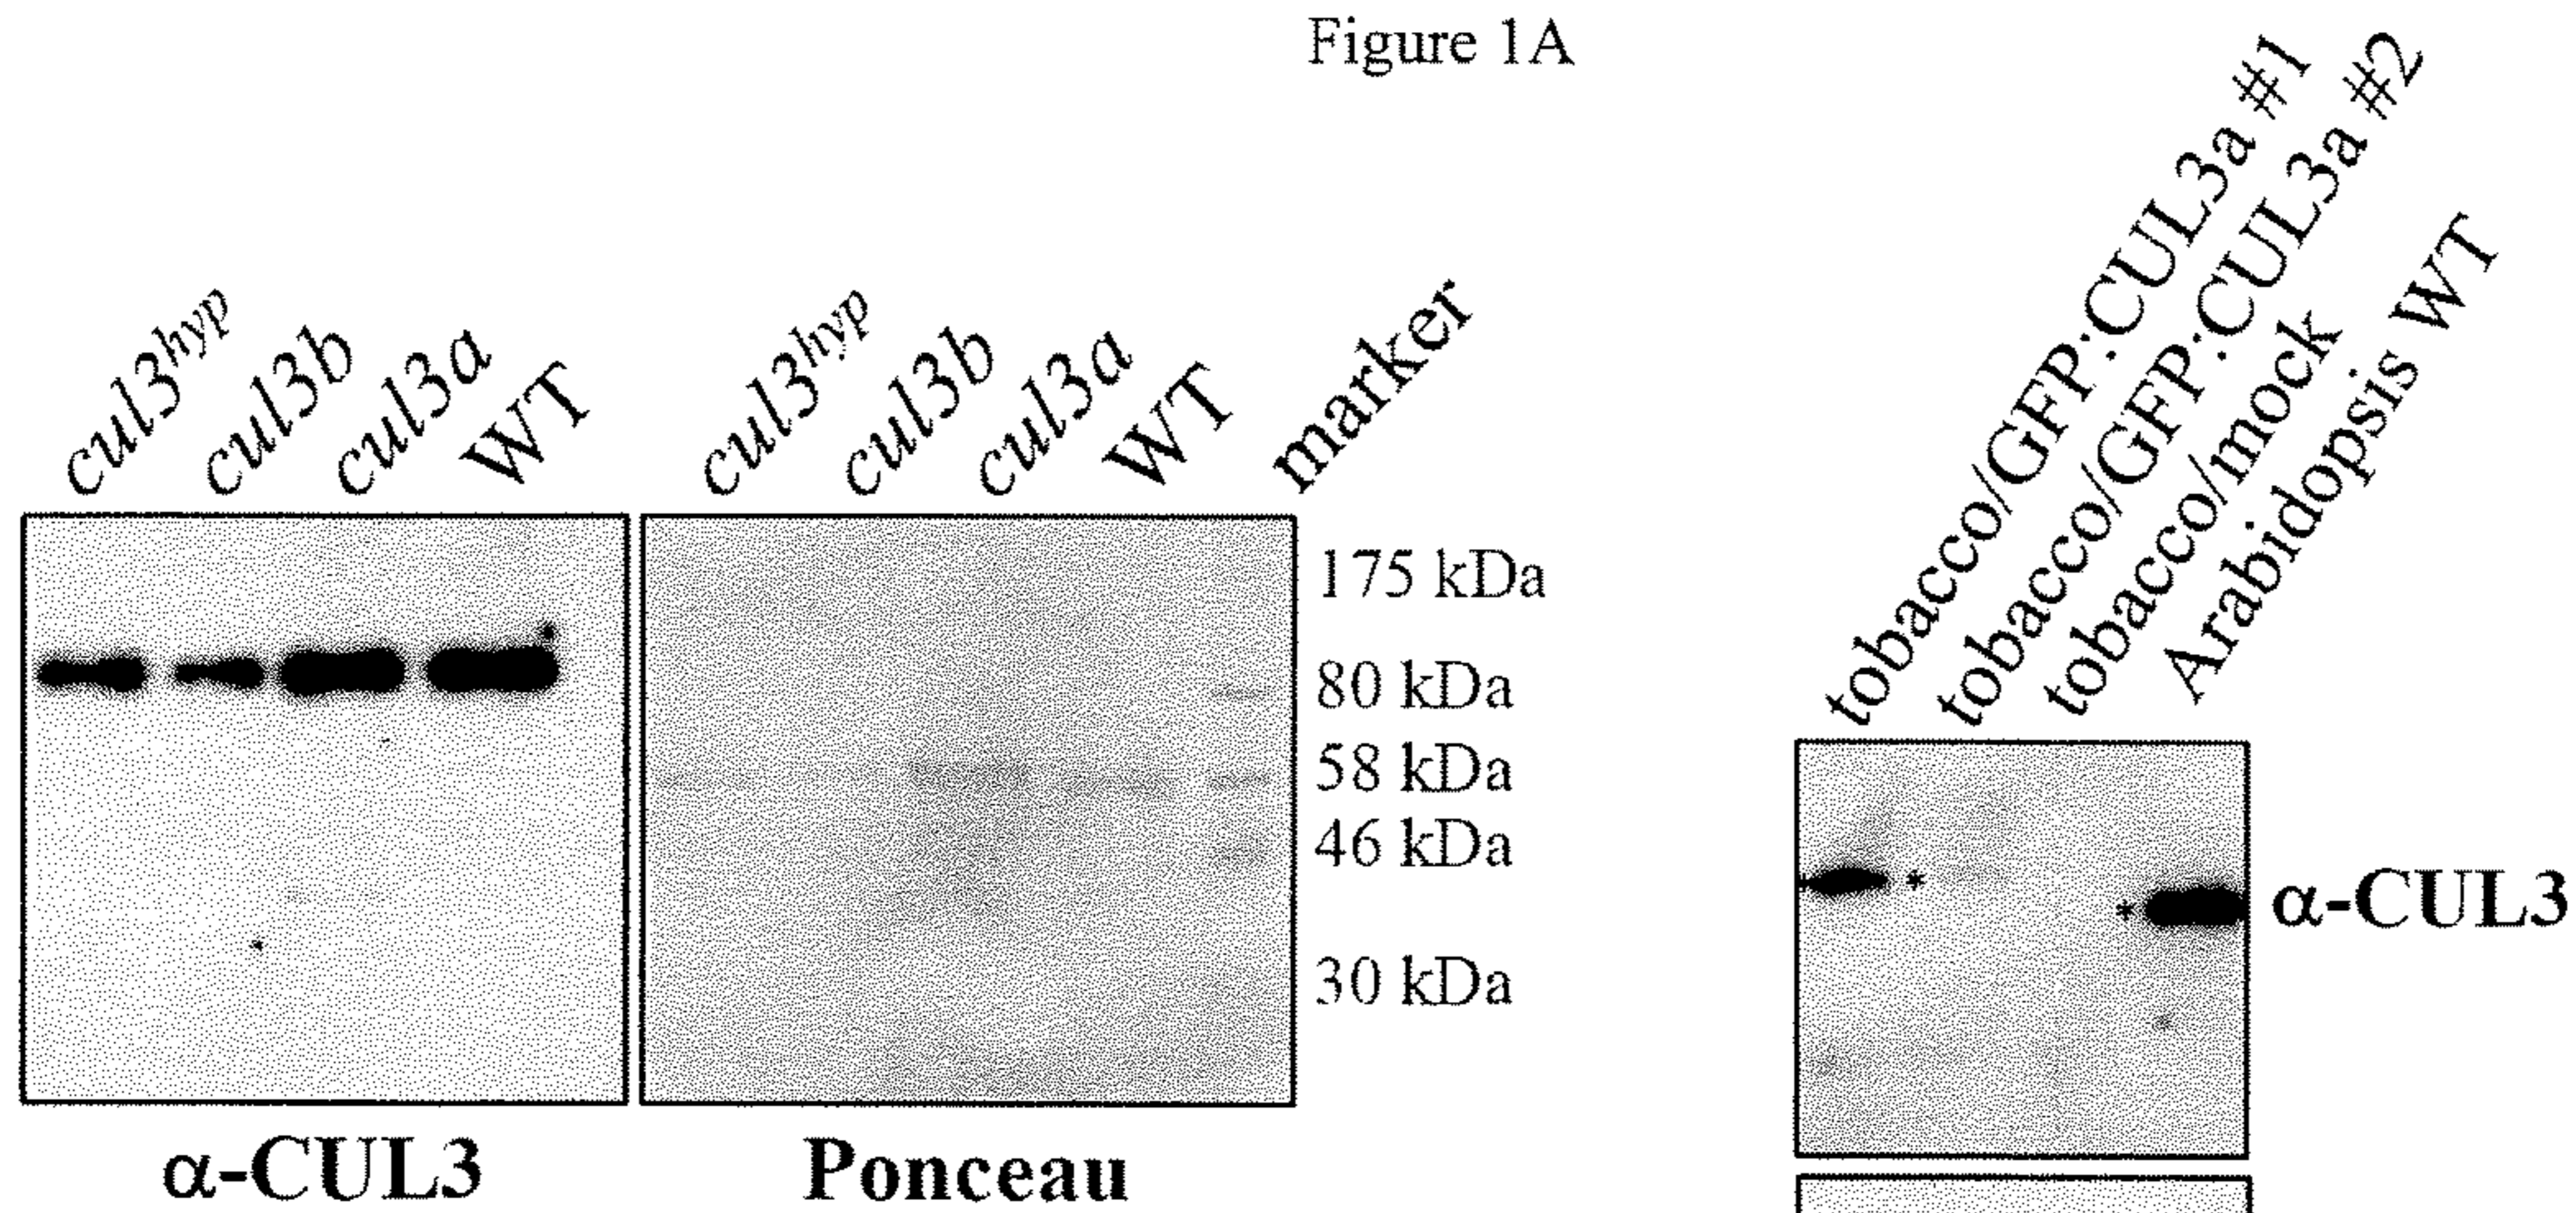 Figure 1A
cul3hyp
cul3b
cul3a
WT
cul3hyp
cul3b
cul3a
WT
marker
175 kDa
80 kDa
58 kDa
46 kDa
30 kDa
α-CUL3
Ponceau
tobacco/GFP:CUL3a #1
tobacco/GFP:CUL3a #2
tobacco/mock
Arabidopsis WT
*
*
α-CUL3